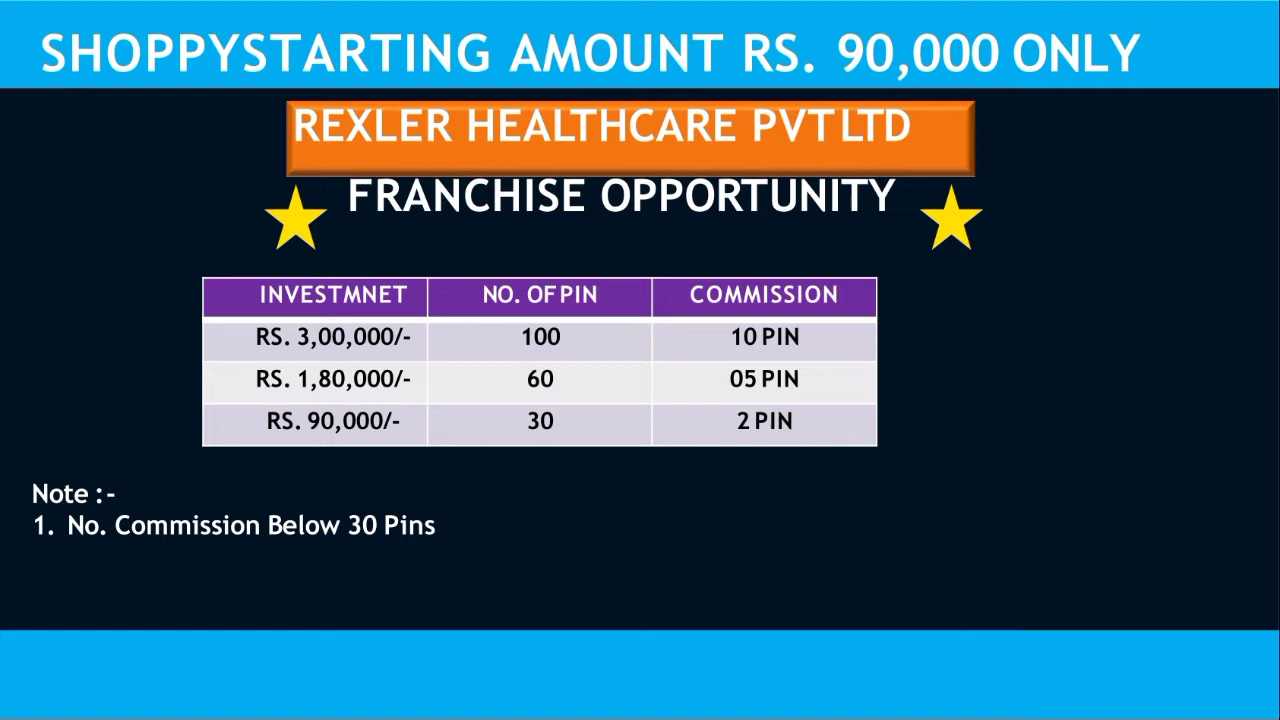 SHOPPYSTARTING AMOUNT RS. 90,000 ONLY
REXLER HEALTHCARE PVT LTD
FRANCHISE OPPORTUNITY
INVESTMNET NO. OF PIN COMMISSION
RS. 3,00,000/- 100 10 PIN
RS. 1,80,000/- 60 05 PIN
RS. 90,000/- 30 2 PIN
Note :-
1. No. Commission Below 30 Pins